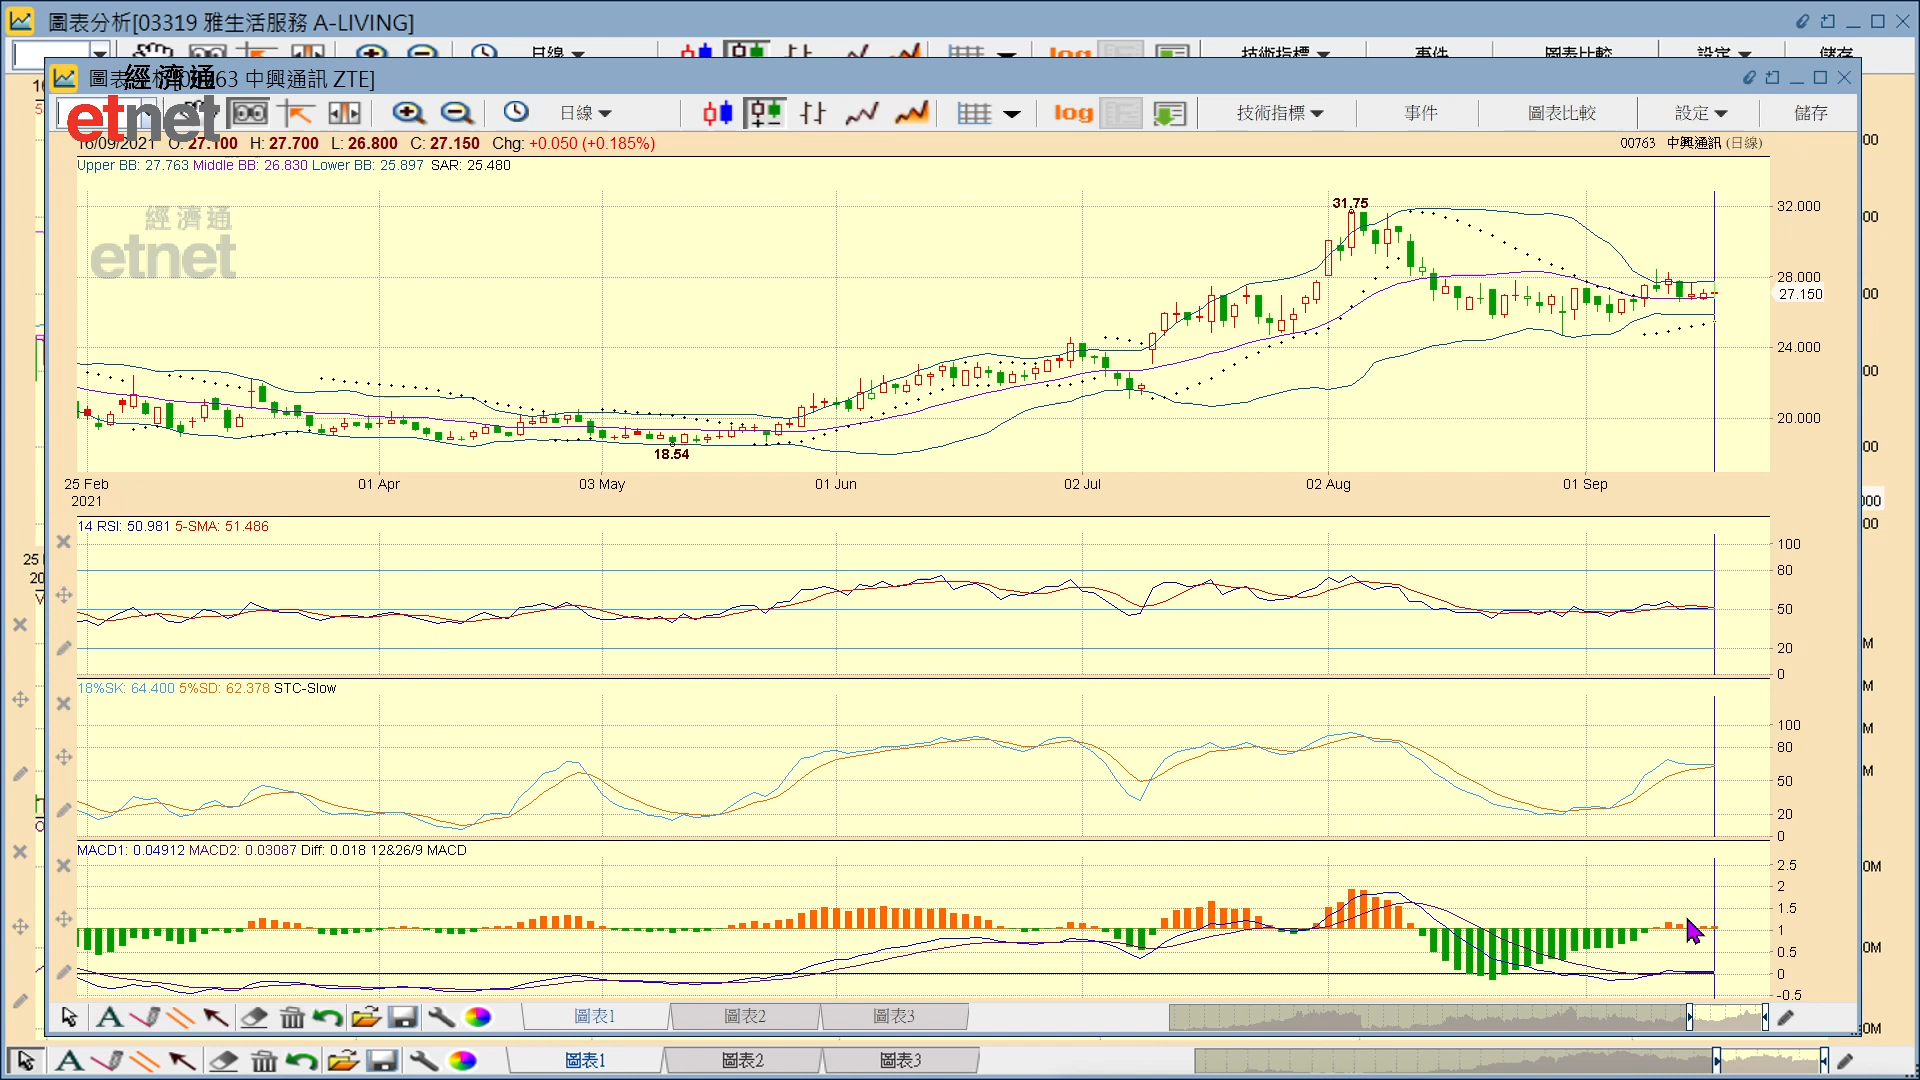 圖表分析[03319 雅生活服務 A-LIVING]
日線 log 技術指標 事件 圖表比較 設定 儲存
經濟通
etnet
63 中興通訊 ZTE]
日線 log 技術指標 事件 圖表比較 設定 儲存
16/09/2021 O: 27.100 H: 27.700 L: 26.800 C: 27.150 Chg: +0.050 (+0.185%) 00763 中興通訊 (日線)
Upper BB: 27.763 Middle BB: 26.830 Lower BB: 25.897 SAR: 25.480
經濟通
etnet
31.75
32.000
28.000
27.150
24.000
20.000
18.54
25 Feb 01 Apr 03 May 01 Jun 02 Jul 02 Aug 01 Sep
2021
14 RSI: 50.981 5-SMA: 51.486
100
80
50
20
0
18%SK: 64.400 5%SD: 62.378 STC-Slow
100
80
50
20
0
MACD1: 0.04912 MACD2: 0.03087 Diff: 0.018 12&26/9 MACD
2.5
2
1.5
1
0.5
0
-0.5
圖表1 圖表2 圖表3
圖表1 圖表2 圖表3